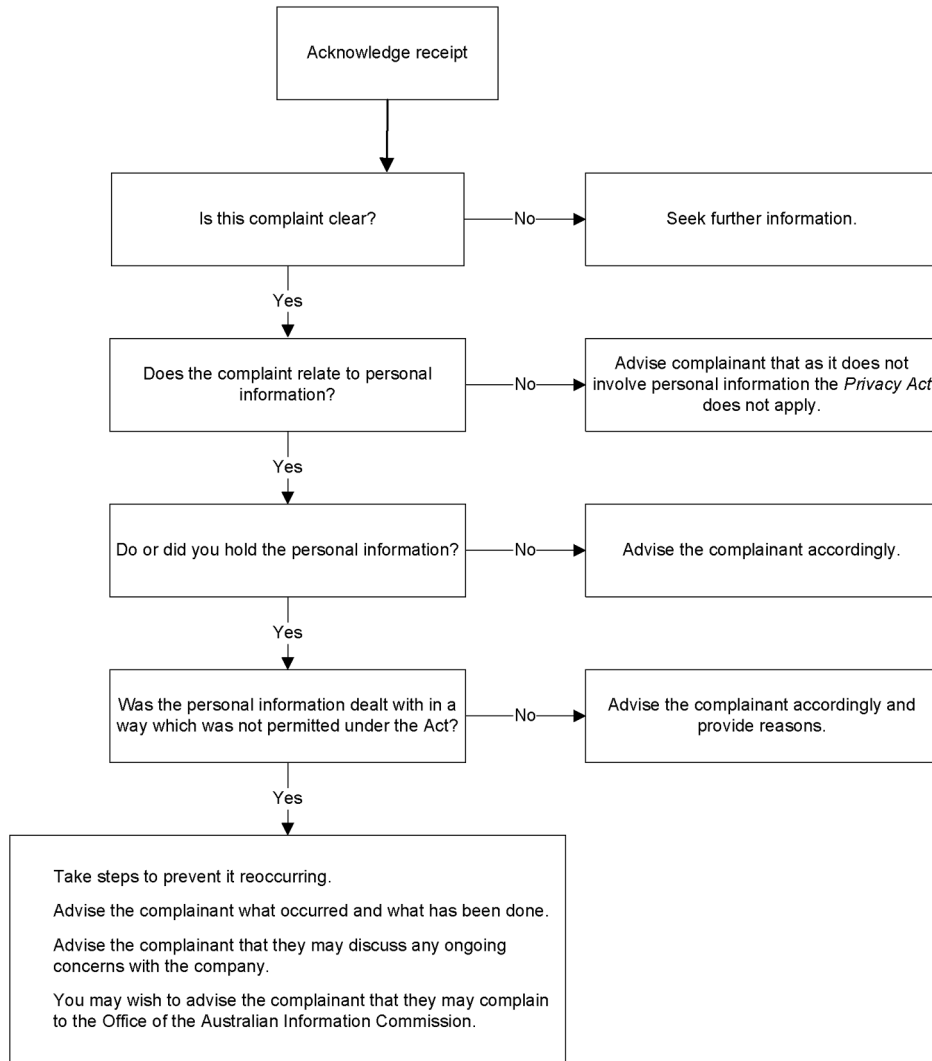 Acknowledge receipt
Is this complaint clear?
No
Seek further information.
Yes
Does the complaint relate to personal
information?
No
Advise complainant that as it does not
involve personal information the Privacy Act
does not apply.
Yes
Do or did you hold the personal information?
No
Advise the complainant accordingly.
Yes
Was the personal information dealt with in a
way which was not permitted under the Act?
No
Advise the complainant accordingly and
provide reasons.
Yes
Take steps to prevent it reoccurring.
Advise the complainant what occurred and what has been done.
Advise the complainant that they may discuss any ongoing
concerns with the company.
You may wish to advise the complainant that they may complain
to the Office of the Australian Information Commission.